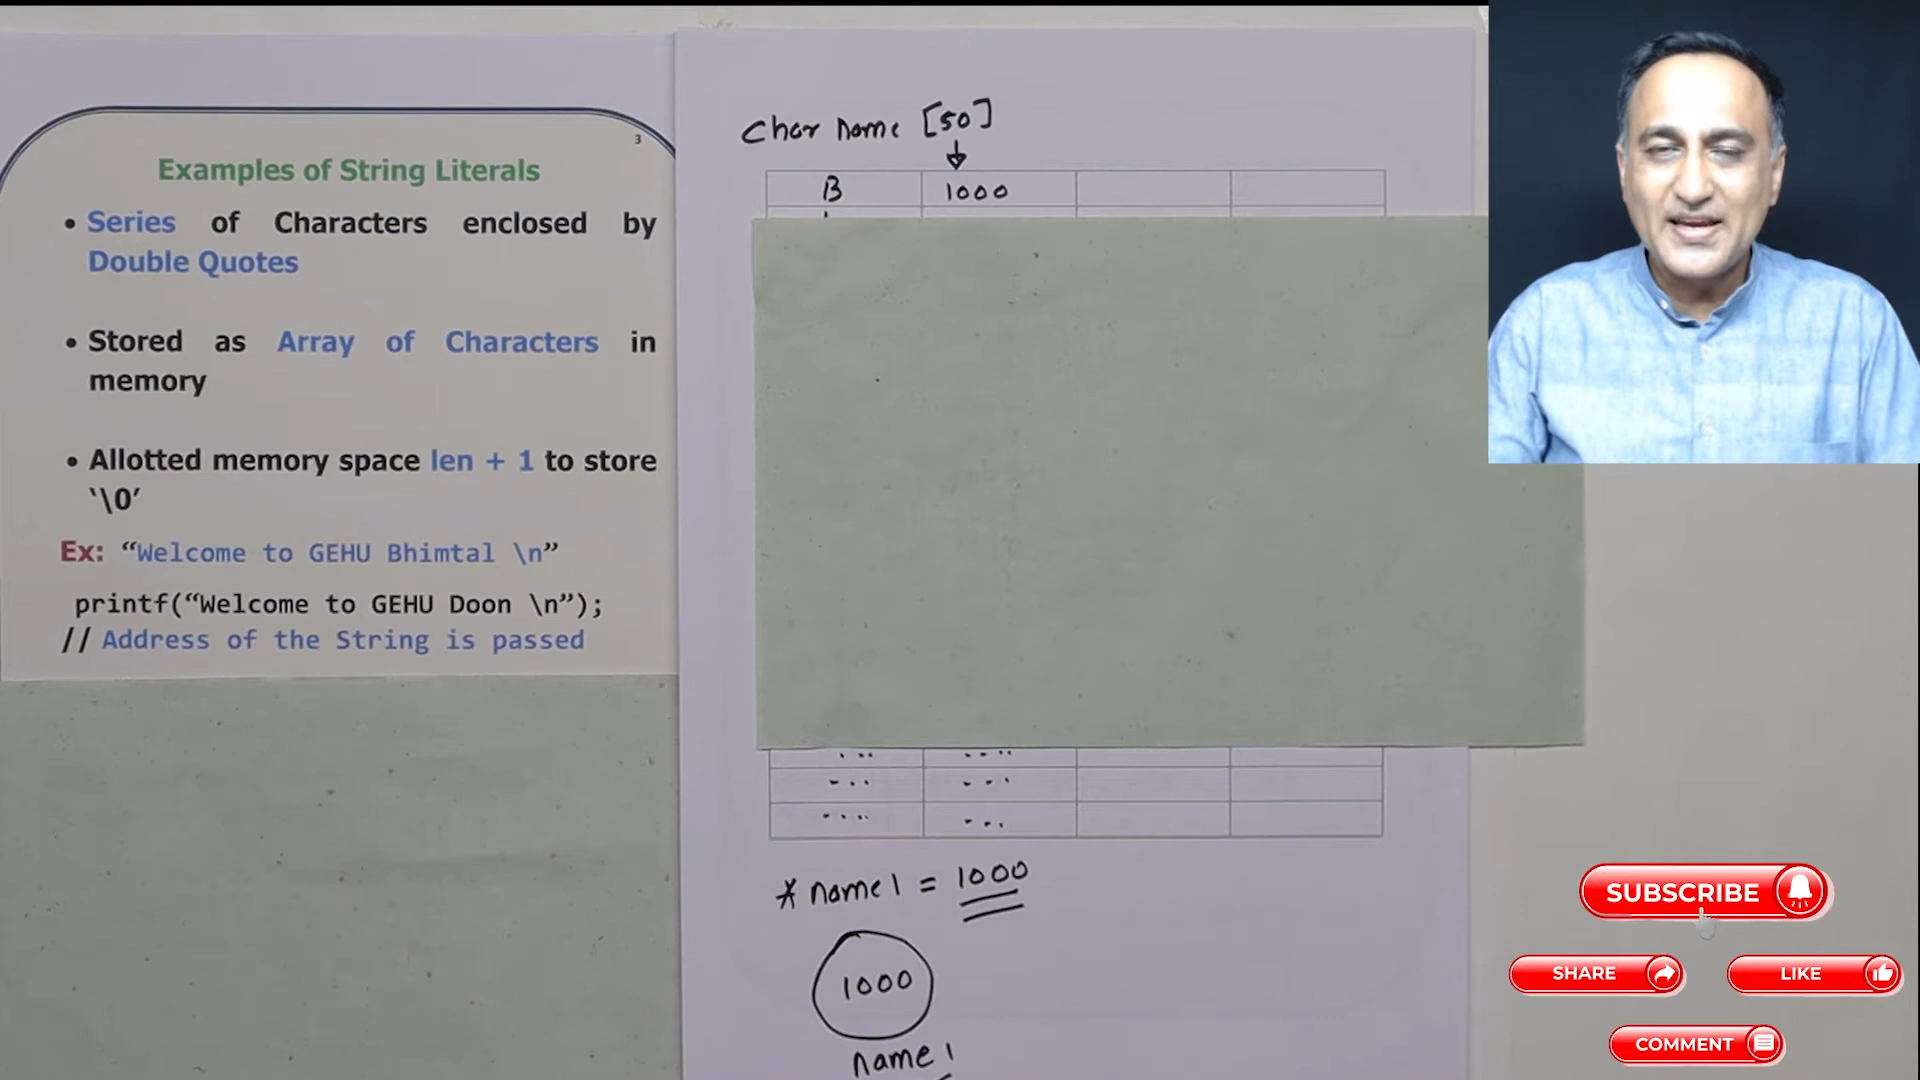 3
Examples of String Literals
• Series of Characters enclosed by
Double Quotes
• Stored as Array of Characters in
memory
• Allotted memory space len + 1 to store
‘\0’
Ex: “Welcome to GEHU Bhimtal \n”
printf(“Welcome to GEHU Doon \n”);
// Address of the String is passed
Char name [50]
B 1000
*name1 = 1000
1000
name1
SUBSCRIBE
SHARE
LIKE
COMMENT